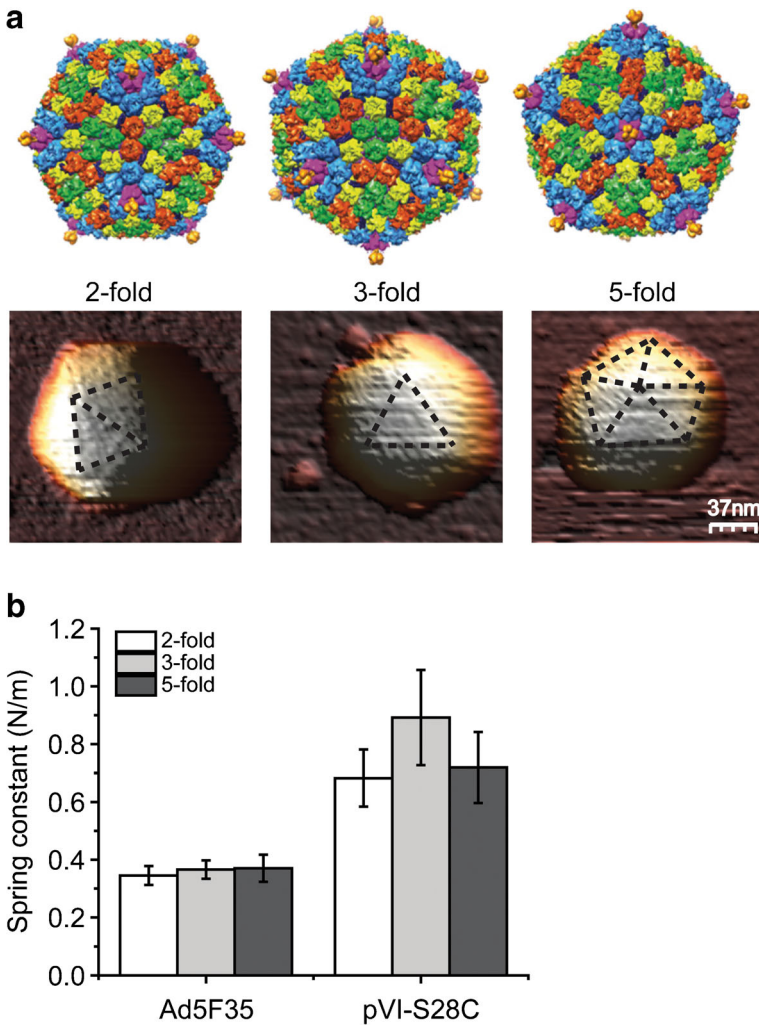 a
2-fold 3-fold 5-fold
37nm
b
1.2
1.0
0.8
0.6
0.4
0.2
0.0
Spring constant (N/m)
2-fold
3-fold
5-fold
Ad5F35 pVI-S28C